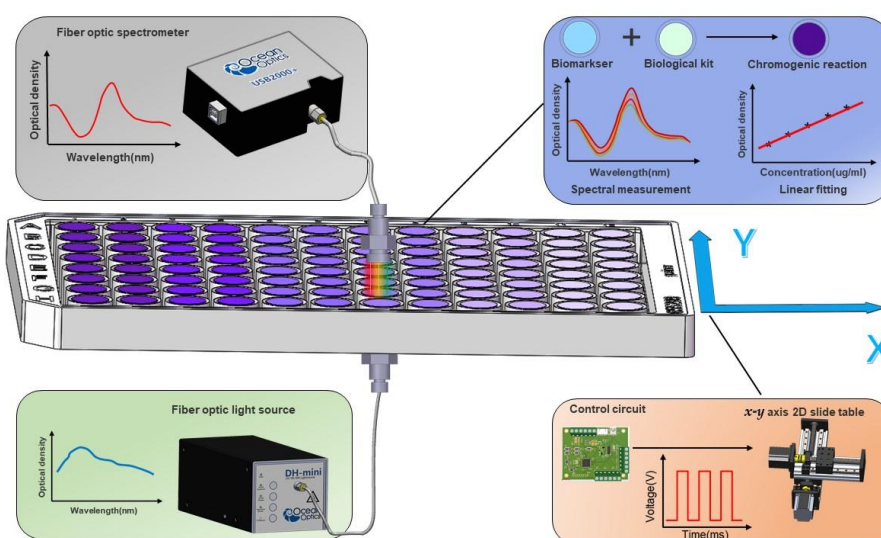 Fiber optic spectrometer
Optical density
Wavelength(nm)
Ocean
Optics
USB2000+
Biomarkser
+
Biological kit
Chromogenic reaction
Optical density
Wavelength(nm)
Spectral measurement
Optical density
Concentration(ug/ml)
Linear fitting
Y
X
Fiber optic light source
Optical density
Wavelength(nm)
DH-mini
Ocean
Optics
Control circuit
x-y axis 2D slide table
Voltage(V)
Time(ms)